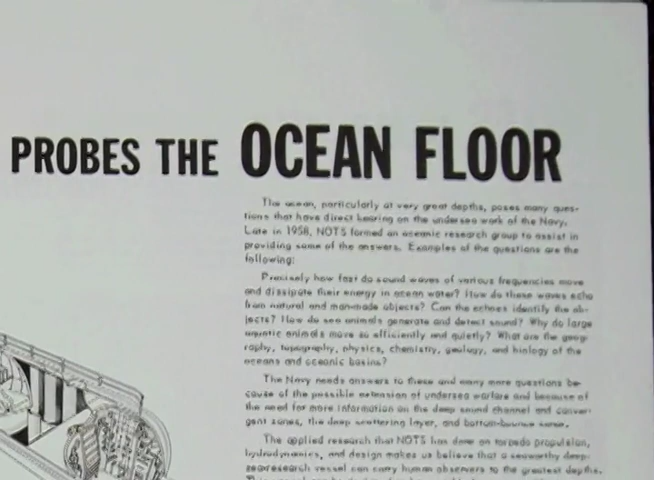 PROBES THE OCEAN FLOOR
The ocean, particularly at very great depths, poses many ques-
tions that have direct bearing on the undersea work of the Navy.
Late in 1958, NOTS formed an oceanic research group to assist in
providing some of the answers. Examples of the questions are the
following:
Precisely how fast do sound waves of various frequencies move
and dissipate their energy in ocean water? How do these waves echo
from natural and man-made objects? Can the echoes identify the ob-
jects? How do sea animals generate and detect sound? Why do large
aquatic animals move so efficiently and quietly? What are the geog-
raphy, topography, physics, chemistry, geology, and biology of the
oceans and oceanic basins?
The Navy needs answers to these and many more questions be-
cause of the possible extension of undersea warfare and because of
the need for more information on the deep sound channel and conver-
gent zones, the deep scattering layer, and bottom-bounce sonar.
The applied research that NOTS has done on torpedo propulsion,
hydrodynamics, and design makes us believe that a seaworthy deep-
searesearch vessel can carry human observers to the greatest depths.